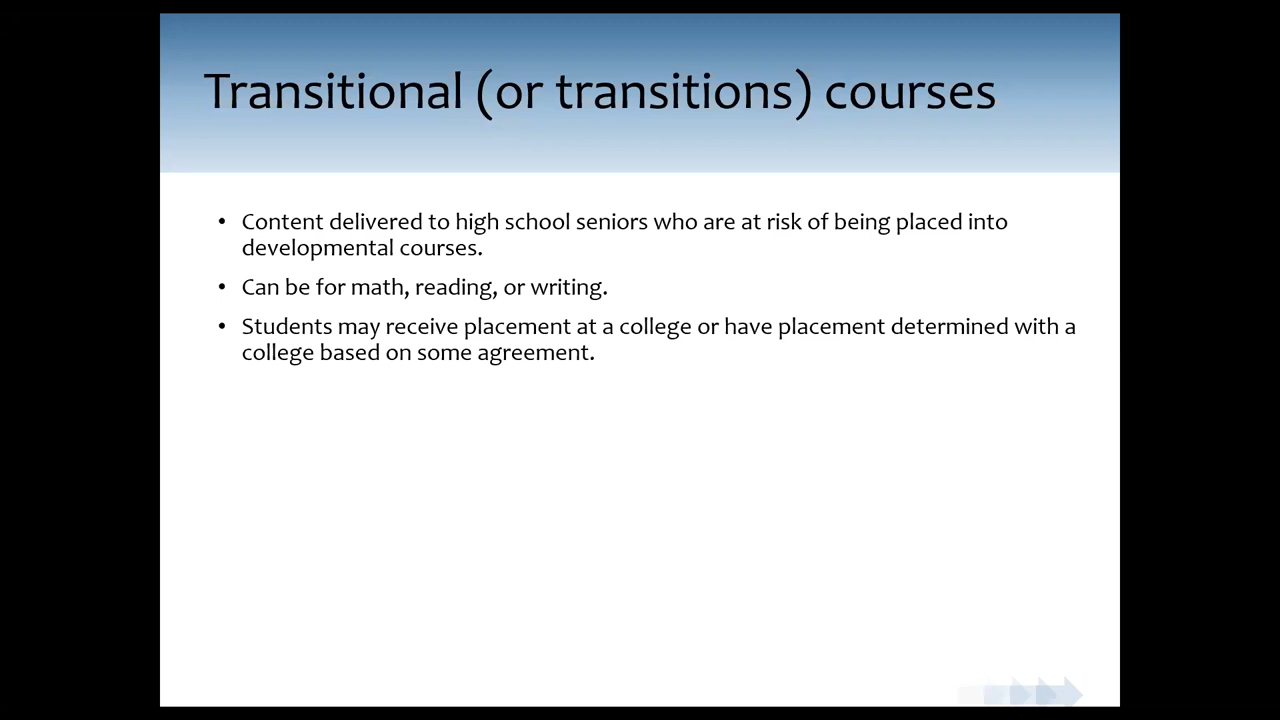 Transitional (or transitions) courses
• Content delivered to high school seniors who are at risk of being placed into
developmental courses.
• Can be for math, reading, or writing.
• Students may receive placement at a college or have placement determined with a
college based on some agreement.